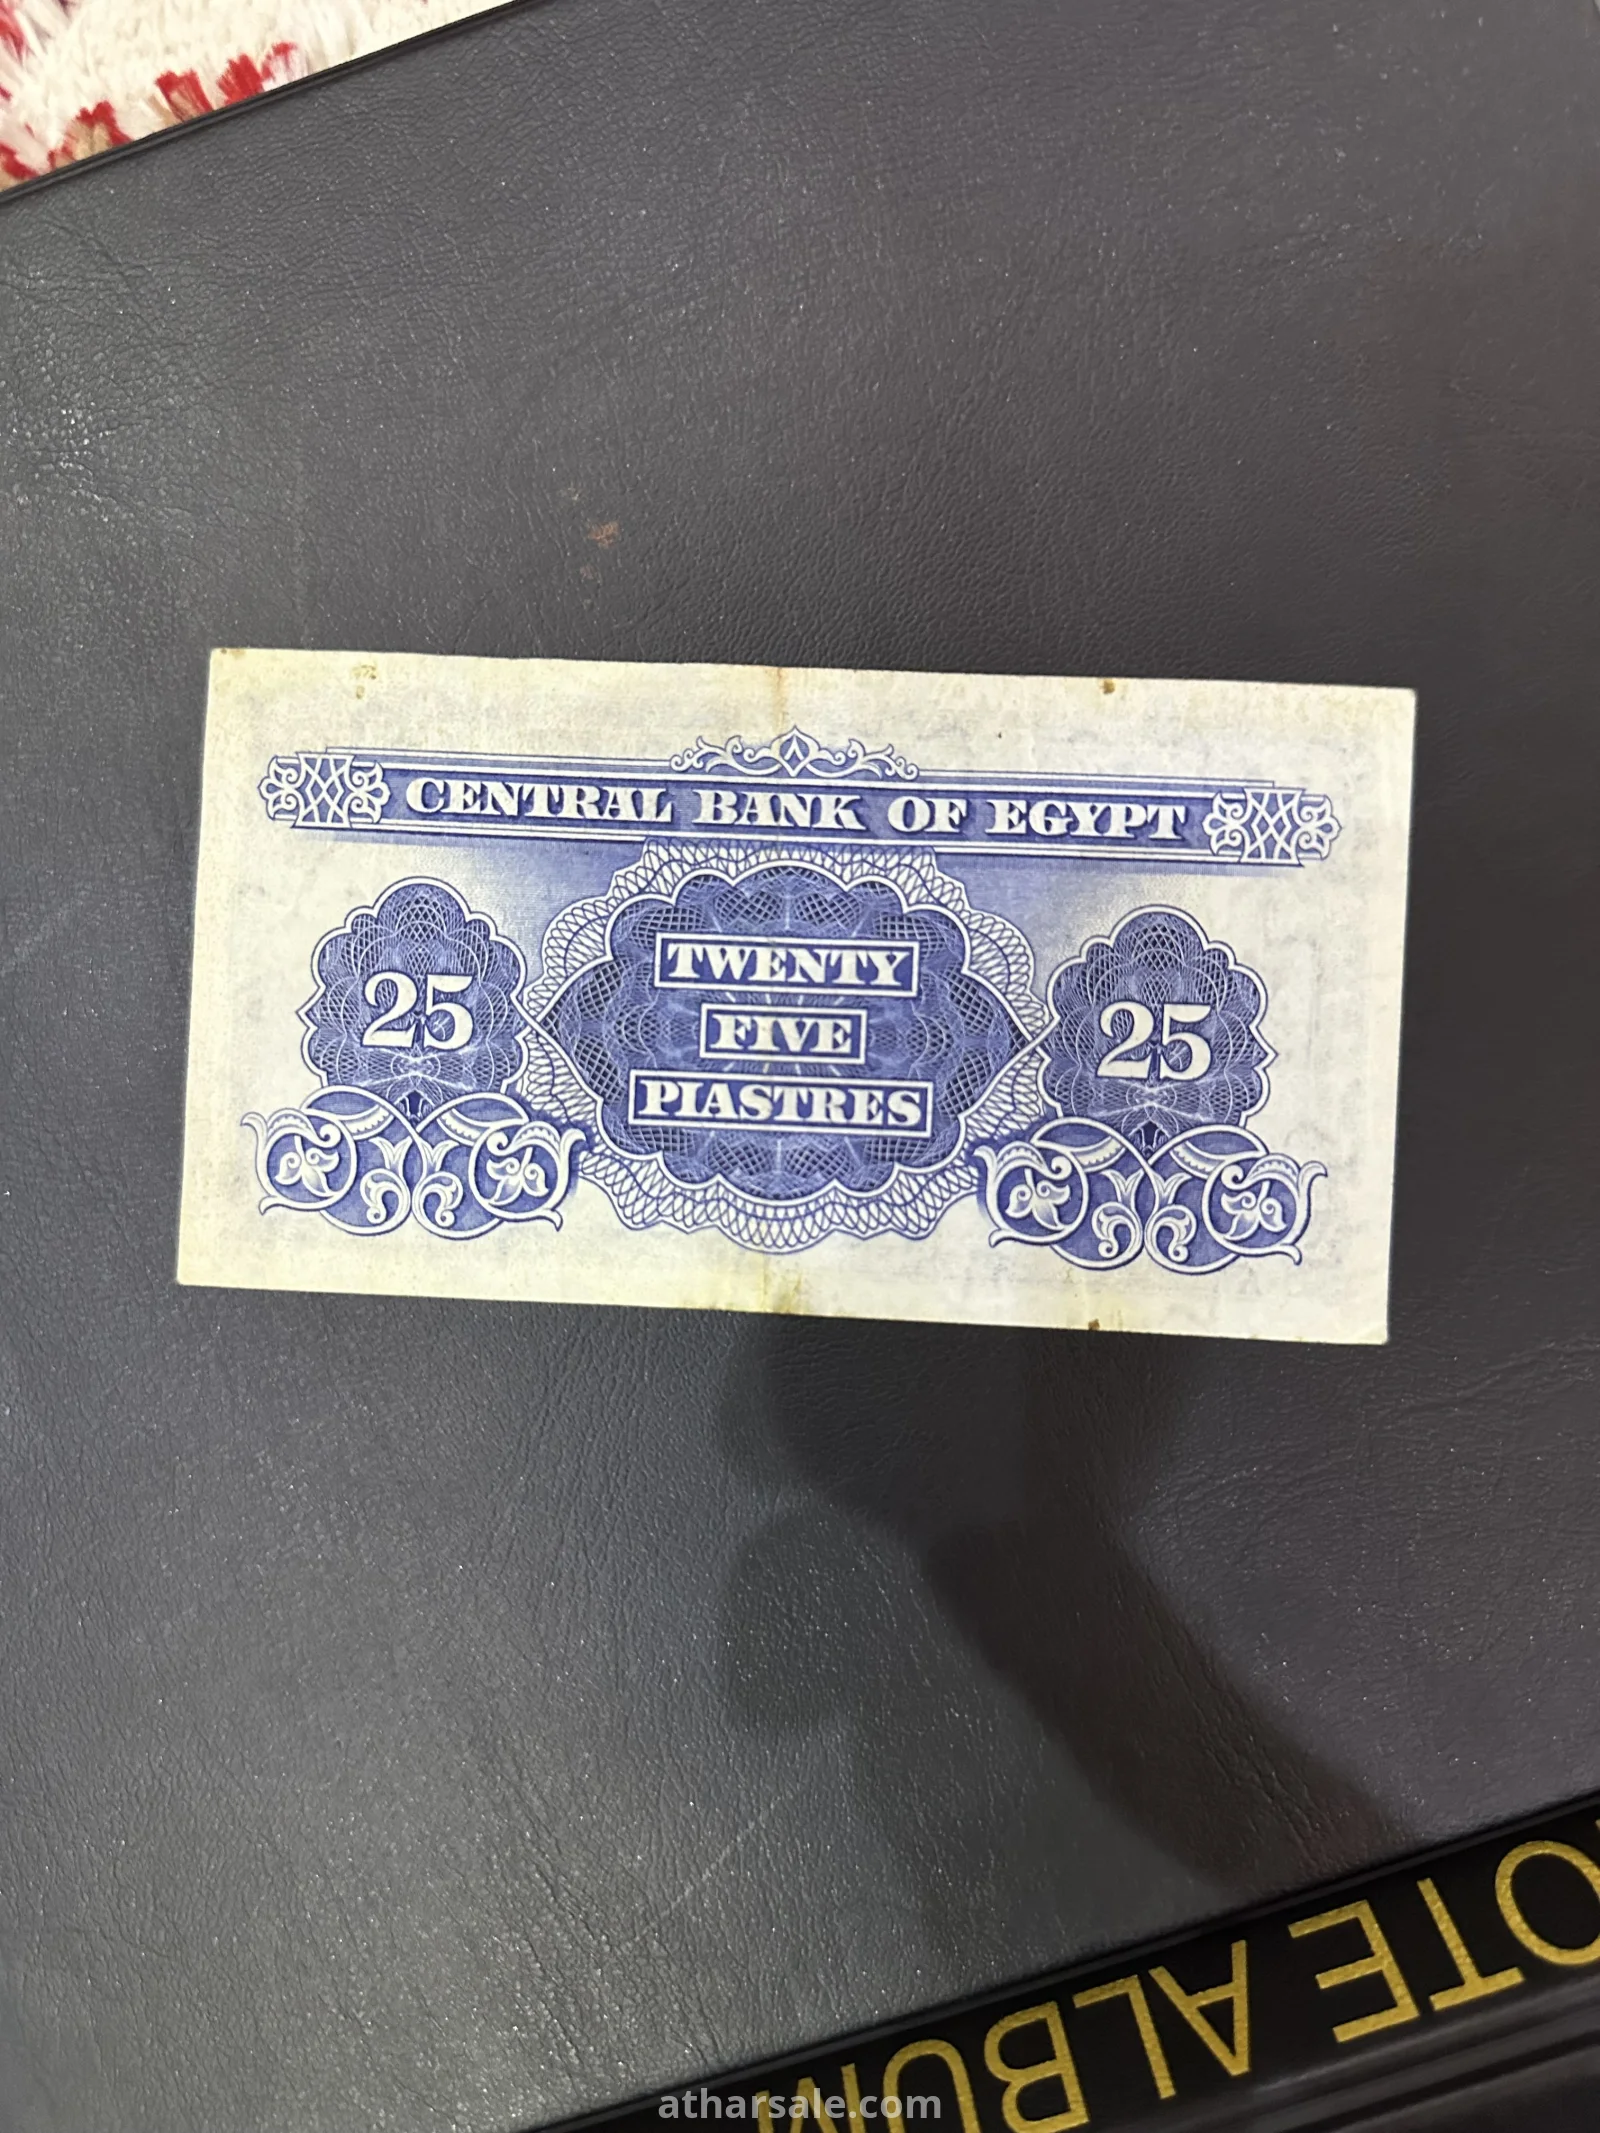 CENTRAL BANK OF EGYPT
25
TWENTY
FIVE
PIASTRES
25
OTE ALBUM
atharsale.com